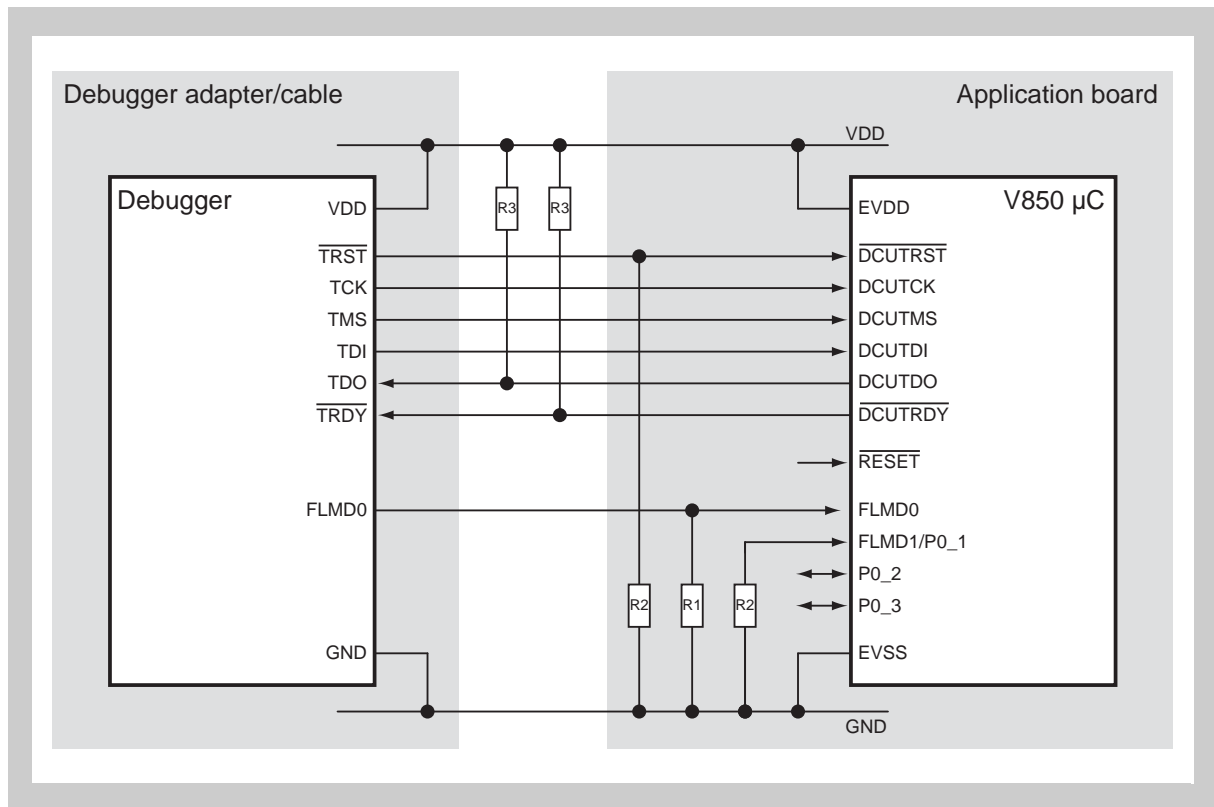 Debugger adapter/cable
Application board
VDD
Debugger
V850 µC
VDD
R3
R3
EVDD
TRST
DCUTRST
TCK
DCUTCK
TMS
DCUTMS
TDI
DCUTDI
TDO
DCUTDO
TRDY
DCUTRDY
RESET
FLMD0
FLMD0
FLMD1/P0_1
P0_2
R2
R1
R2
P0_3
GND
EVSS
GND